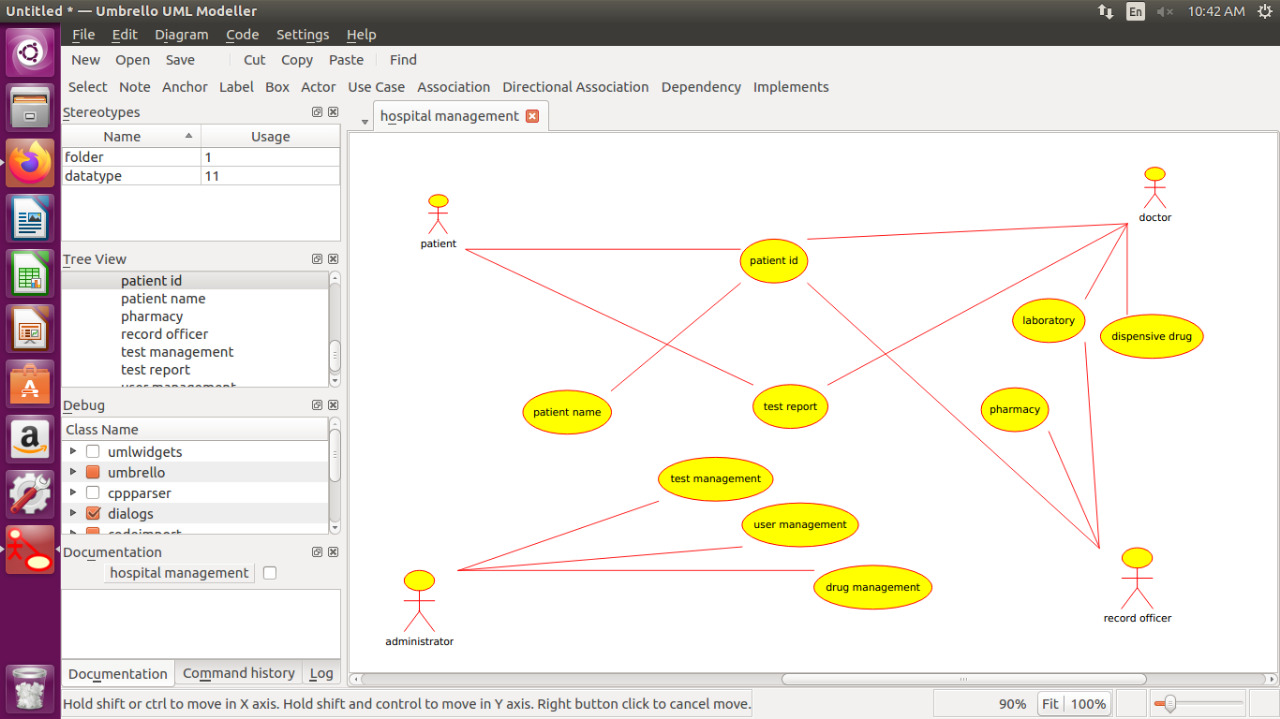 Untitled * — Umbrello UML Modeller
En
10:42 AM
File Edit Diagram Code Settings Help
New Open Save Cut Copy Paste Find
Select Note Anchor Label Box Actor Use Case Association Directional Association Dependency Implements
Stereotypes
Name Usage
folder 1
datatype 11
Tree View
patient id
patient name
pharmacy
record officer
test management
test report
user management
Debug
Class Name
umlwidgets
umbrello
cppparser
dialogs
codeimport
Documentation
hospital management
Documentation Command history Log
hospital management
patient
doctor
patient id
laboratory
dispensive drug
patient name
test report
pharmacy
test management
user management
drug management
administrator
record officer
Hold shift or ctrl to move in X axis. Hold shift and control to move in Y axis. Right button click to cancel move.
90% Fit 100%